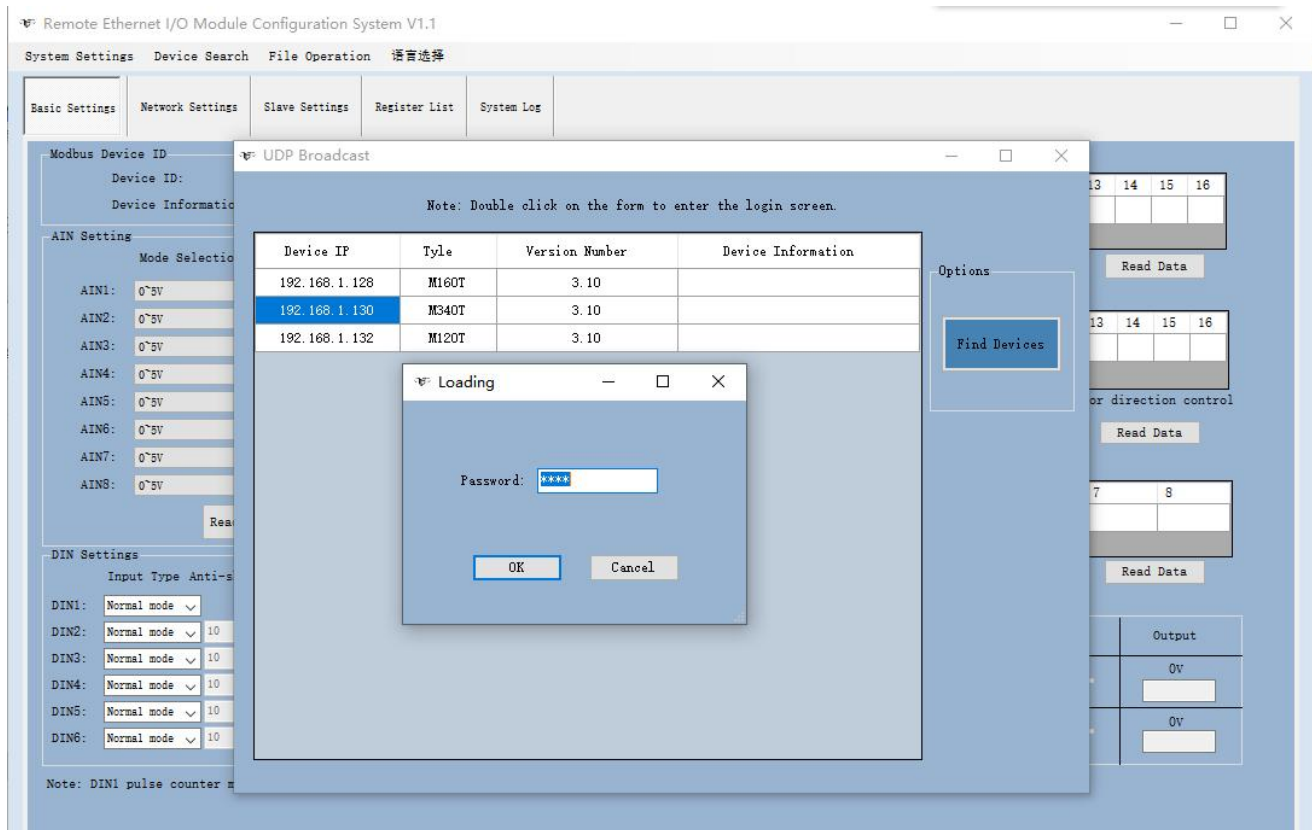 Remote Ethernet I/O Module Configuration System V1.1
System Settings Device Search File Operation 语言选择
Basic Settings Network Settings Slave Settings Register List System Log
Modbus Device ID
Device ID:
Device Informatio
AIN Setting
Mode Selectio
AIN1: 0~5V
AIN2: 0~5V
AIN3: 0~5V
AIN4: 0~5V
AIN5: 0~5V
AIN6: 0~5V
AIN7: 0~5V
AIN8: 0~5V
Rea
DIN Settings
Input Type Anti-s
DIN1: Normal mode
DIN2: Normal mode 10
DIN3: Normal mode 10
DIN4: Normal mode 10
DIN5: Normal mode 10
DIN6: Normal mode 10
Note: DIN1 pulse counter m
UDP Broadcast
Note: Double click on the form to enter the login screen.
Device IP Tyle Version Number Device Information
192.168.1.128 M160T 3.10
192.168.1.130 M340T 3.10
192.168.1.132 M120T 3.10
Options
Find Devices
Loading
Password: ****
OK Cancel
13 14 15 16
Read Data
13 14 15 16
or direction control
Read Data
7 8
Read Data
Output
0V
0V